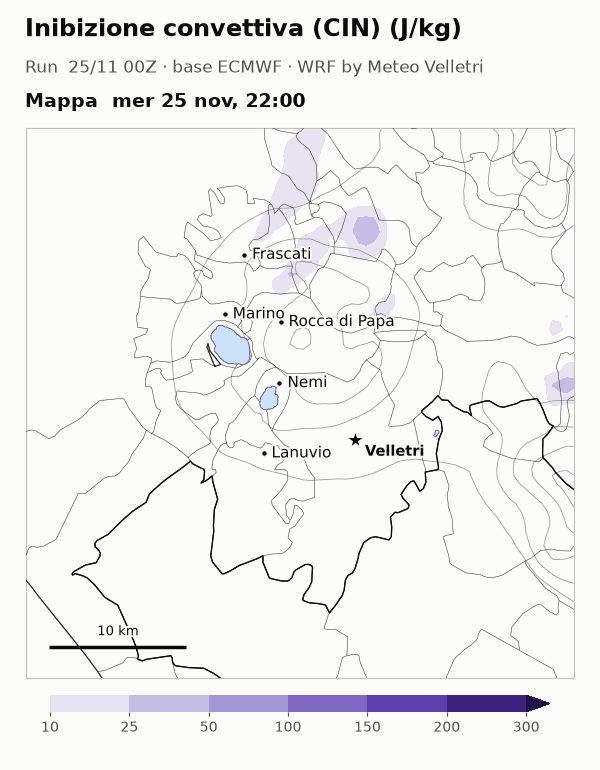 Inibizione convettiva (CIN) (J/kg)
Run  25/11 00Z · base ECMWF · WRF by Meteo Velletri
Mappa  mer 25 nov, 22:00
Frascati
Marino
Rocca di Papa
Nemi
Velletri
Lanuvio
10 km
10 25 50 100 150 200 300